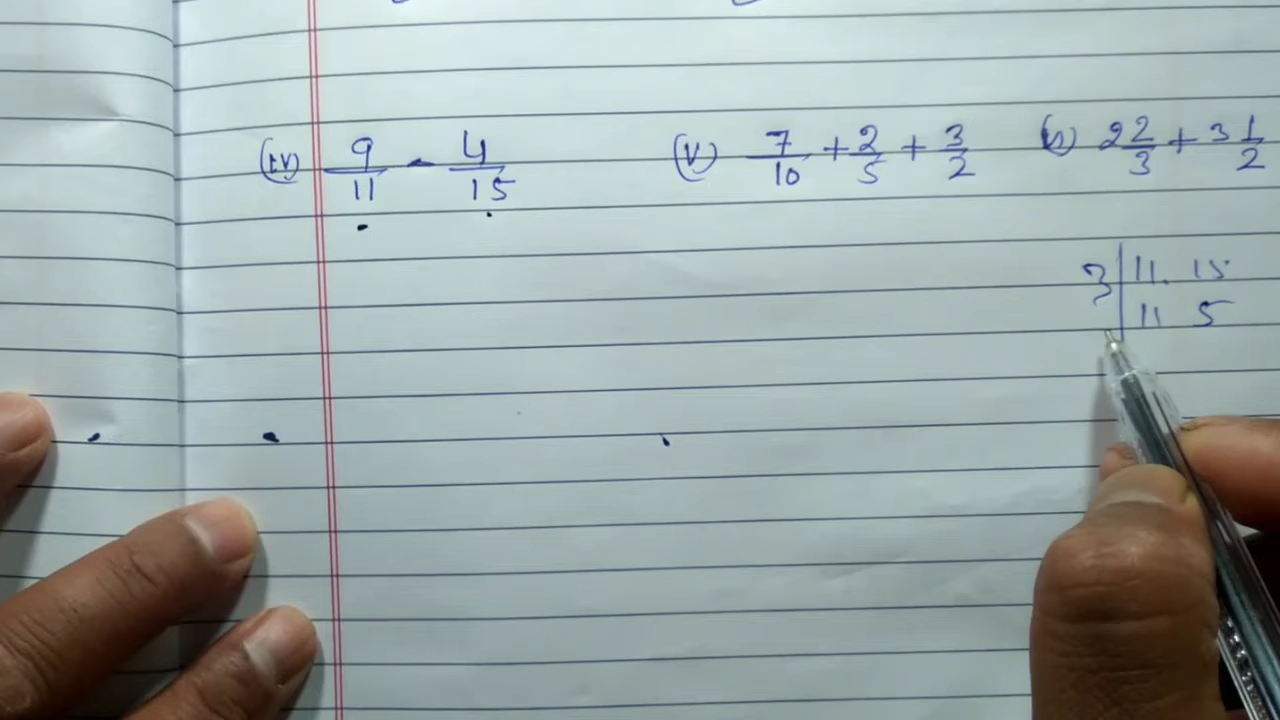 (iv) 9/11 - 4/15 (v) 7/10 + 2/5 + 3/2 2 2/3 + 3 1/2
3 | 11, 15
11 5